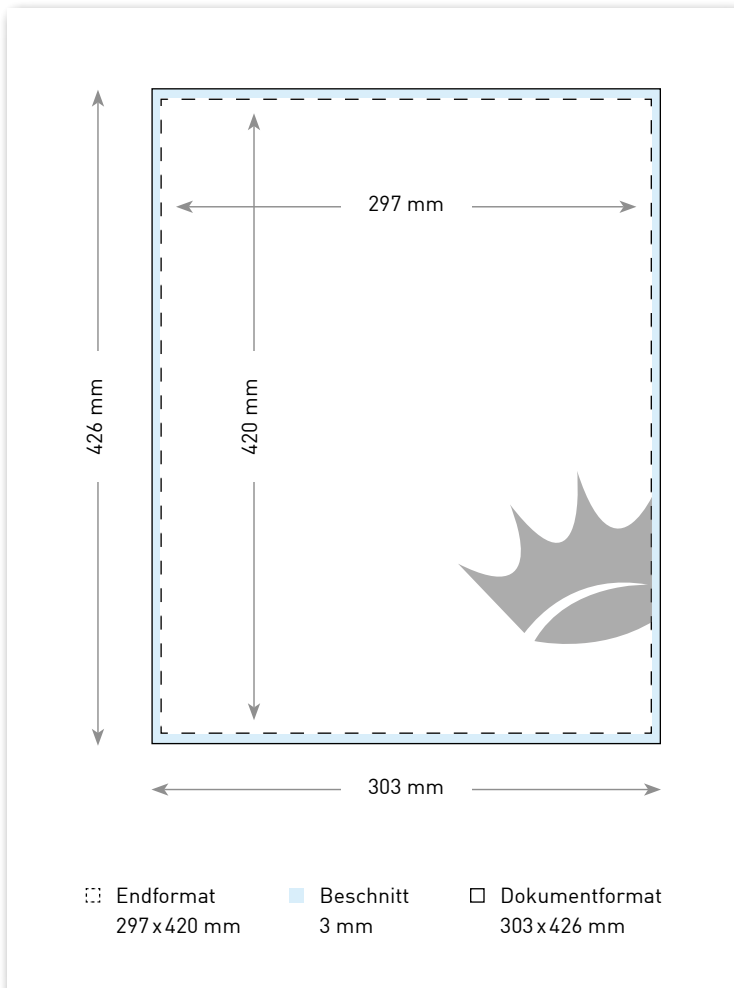 297 mm
426 mm
420 mm
303 mm
Endformat
297 x 420 mm
Beschnitt
3 mm
Dokumentformat
303 x 426 mm